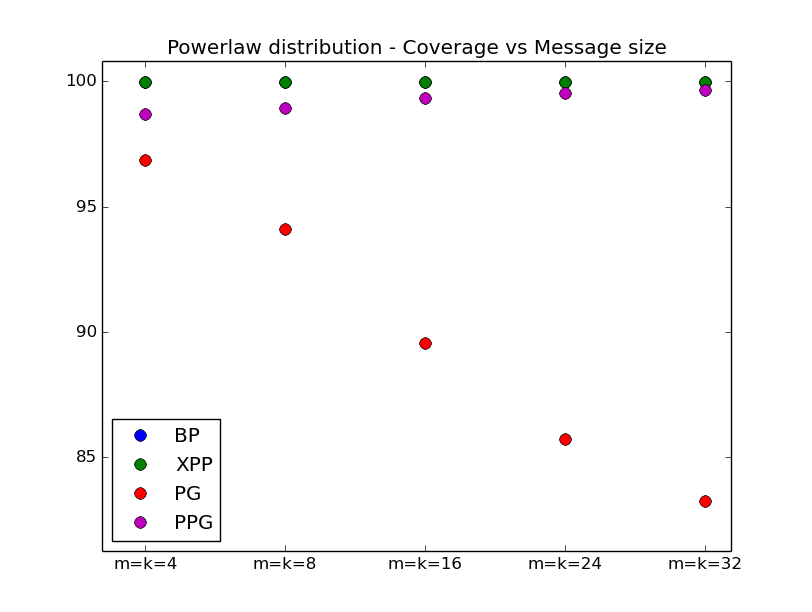 Powerlaw distribution - Coverage vs Message size
100
95
90
85
BP
XPP
PG
PPG
m=k=4 m=k=8 m=k=16 m=k=24 m=k=32